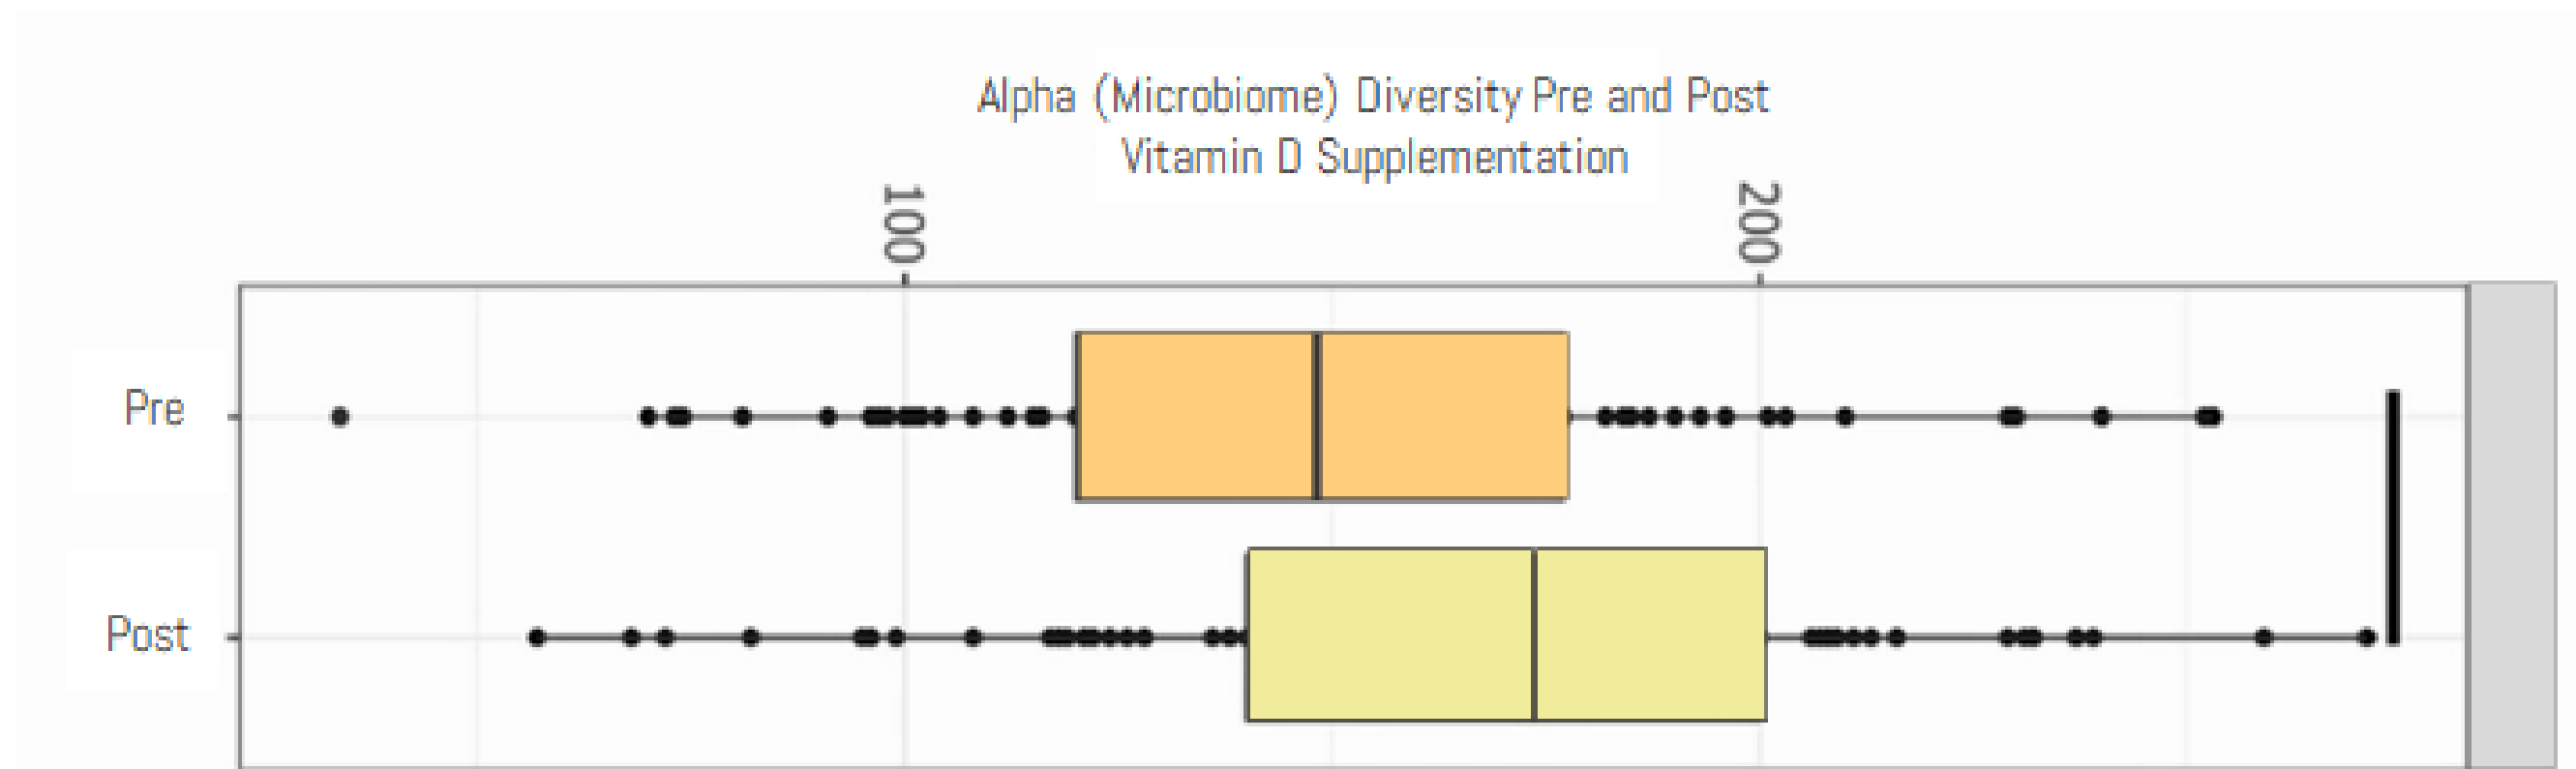 Alpha (Microbiome) Diversity Pre and Post
Vitamin D Supplementation
100
200
Pre
Post